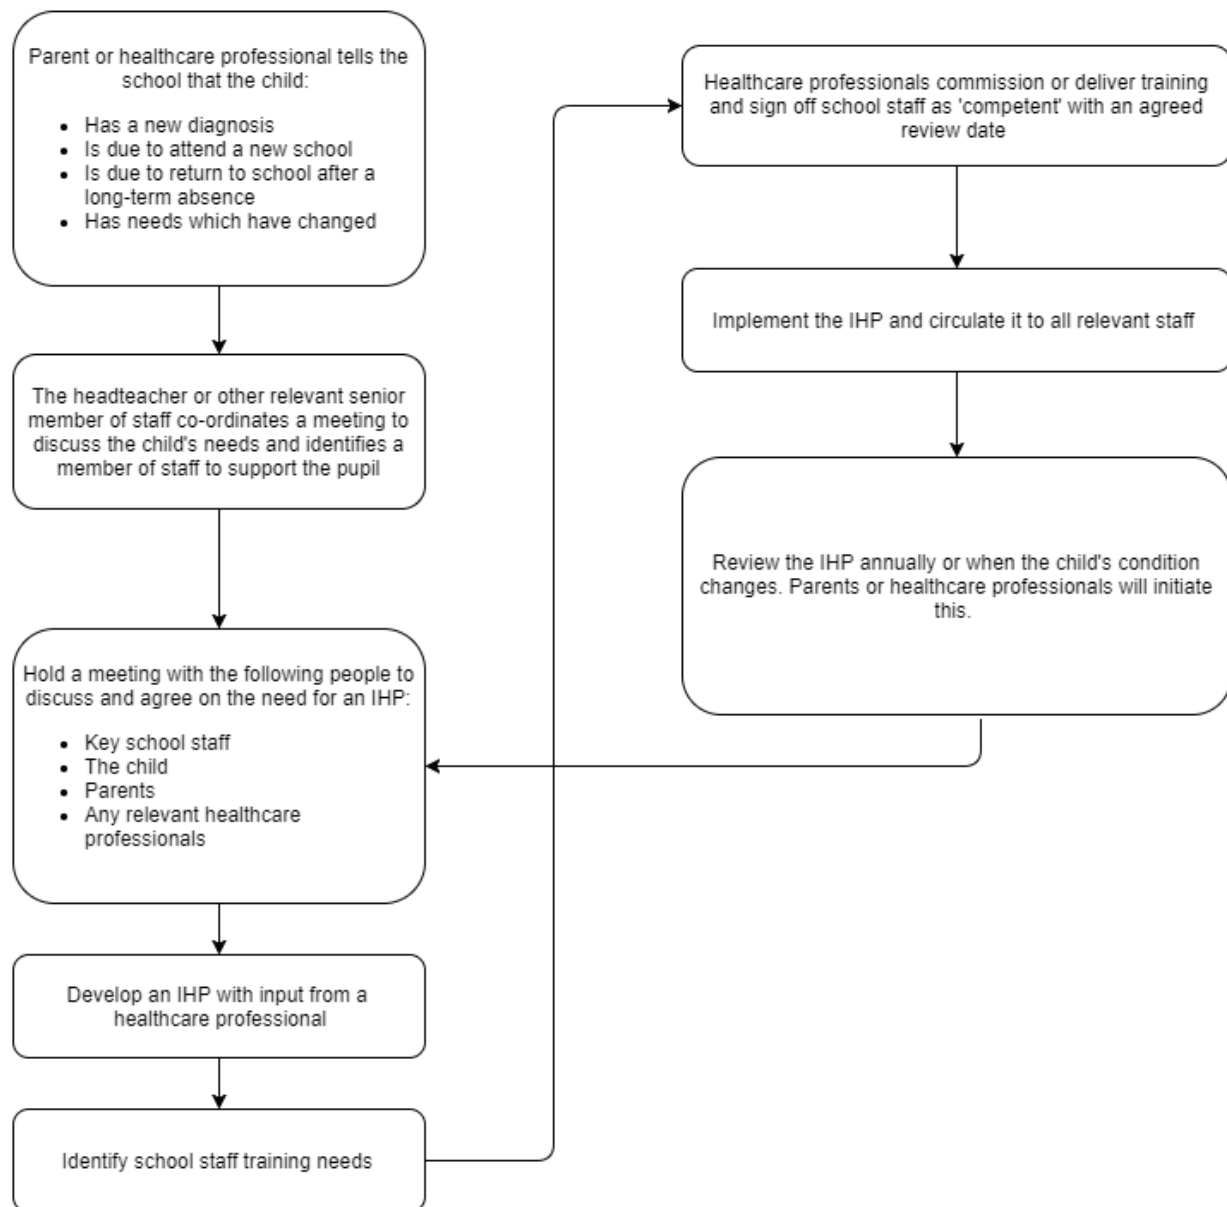 Parent or healthcare professional tells the
school that the child:
• Has a new diagnosis
• Is due to attend a new school
• Is due to return to school after a
long-term absence
• Has needs which have changed
The headteacher or other relevant senior
member of staff co-ordinates a meeting to
discuss the child's needs and identifies a
member of staff to support the pupil
Hold a meeting with the following people to
discuss and agree on the need for an IHP:
• Key school staff
• The child
• Parents
• Any relevant healthcare
professionals
Develop an IHP with input from a
healthcare professional
Identify school staff training needs
Healthcare professionals commission or deliver training
and sign off school staff as 'competent' with an agreed
review date
Implement the IHP and circulate it to all relevant staff
Review the IHP annually or when the child's condition
changes. Parents or healthcare professionals will initiate
this.